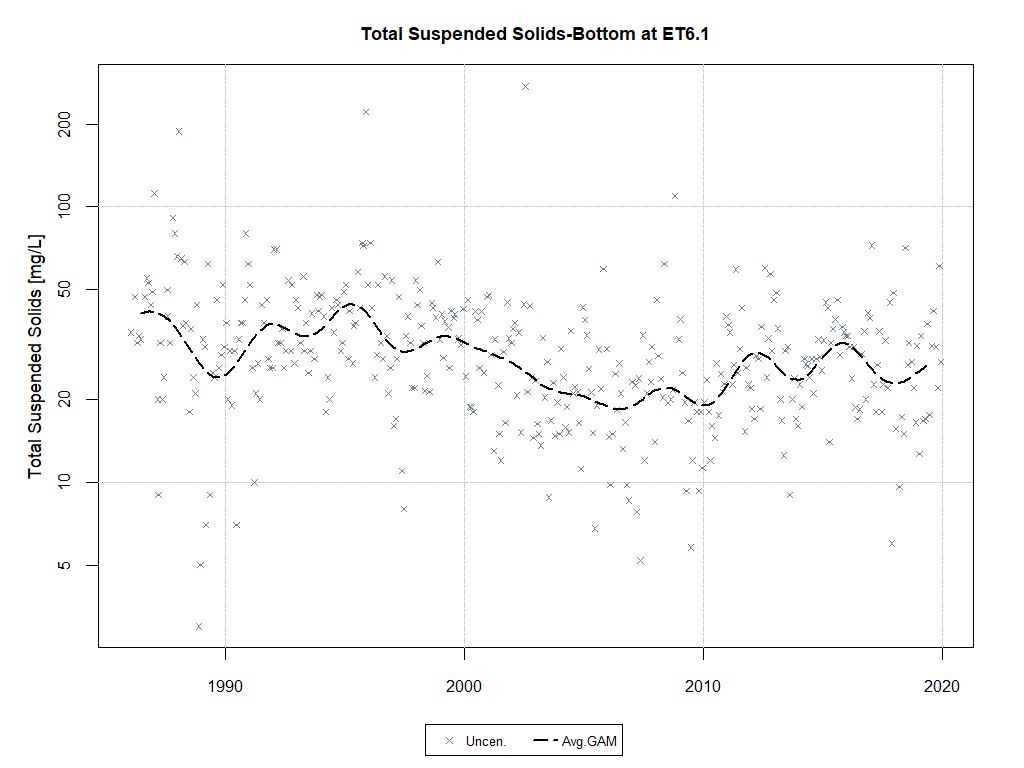 Total Suspended Solids-Bottom at ET6.1
Total Suspended Solids [mg/L]
200
100
50
20
10
5
1990 2000 2010 2020
Uncen. Avg.GAM